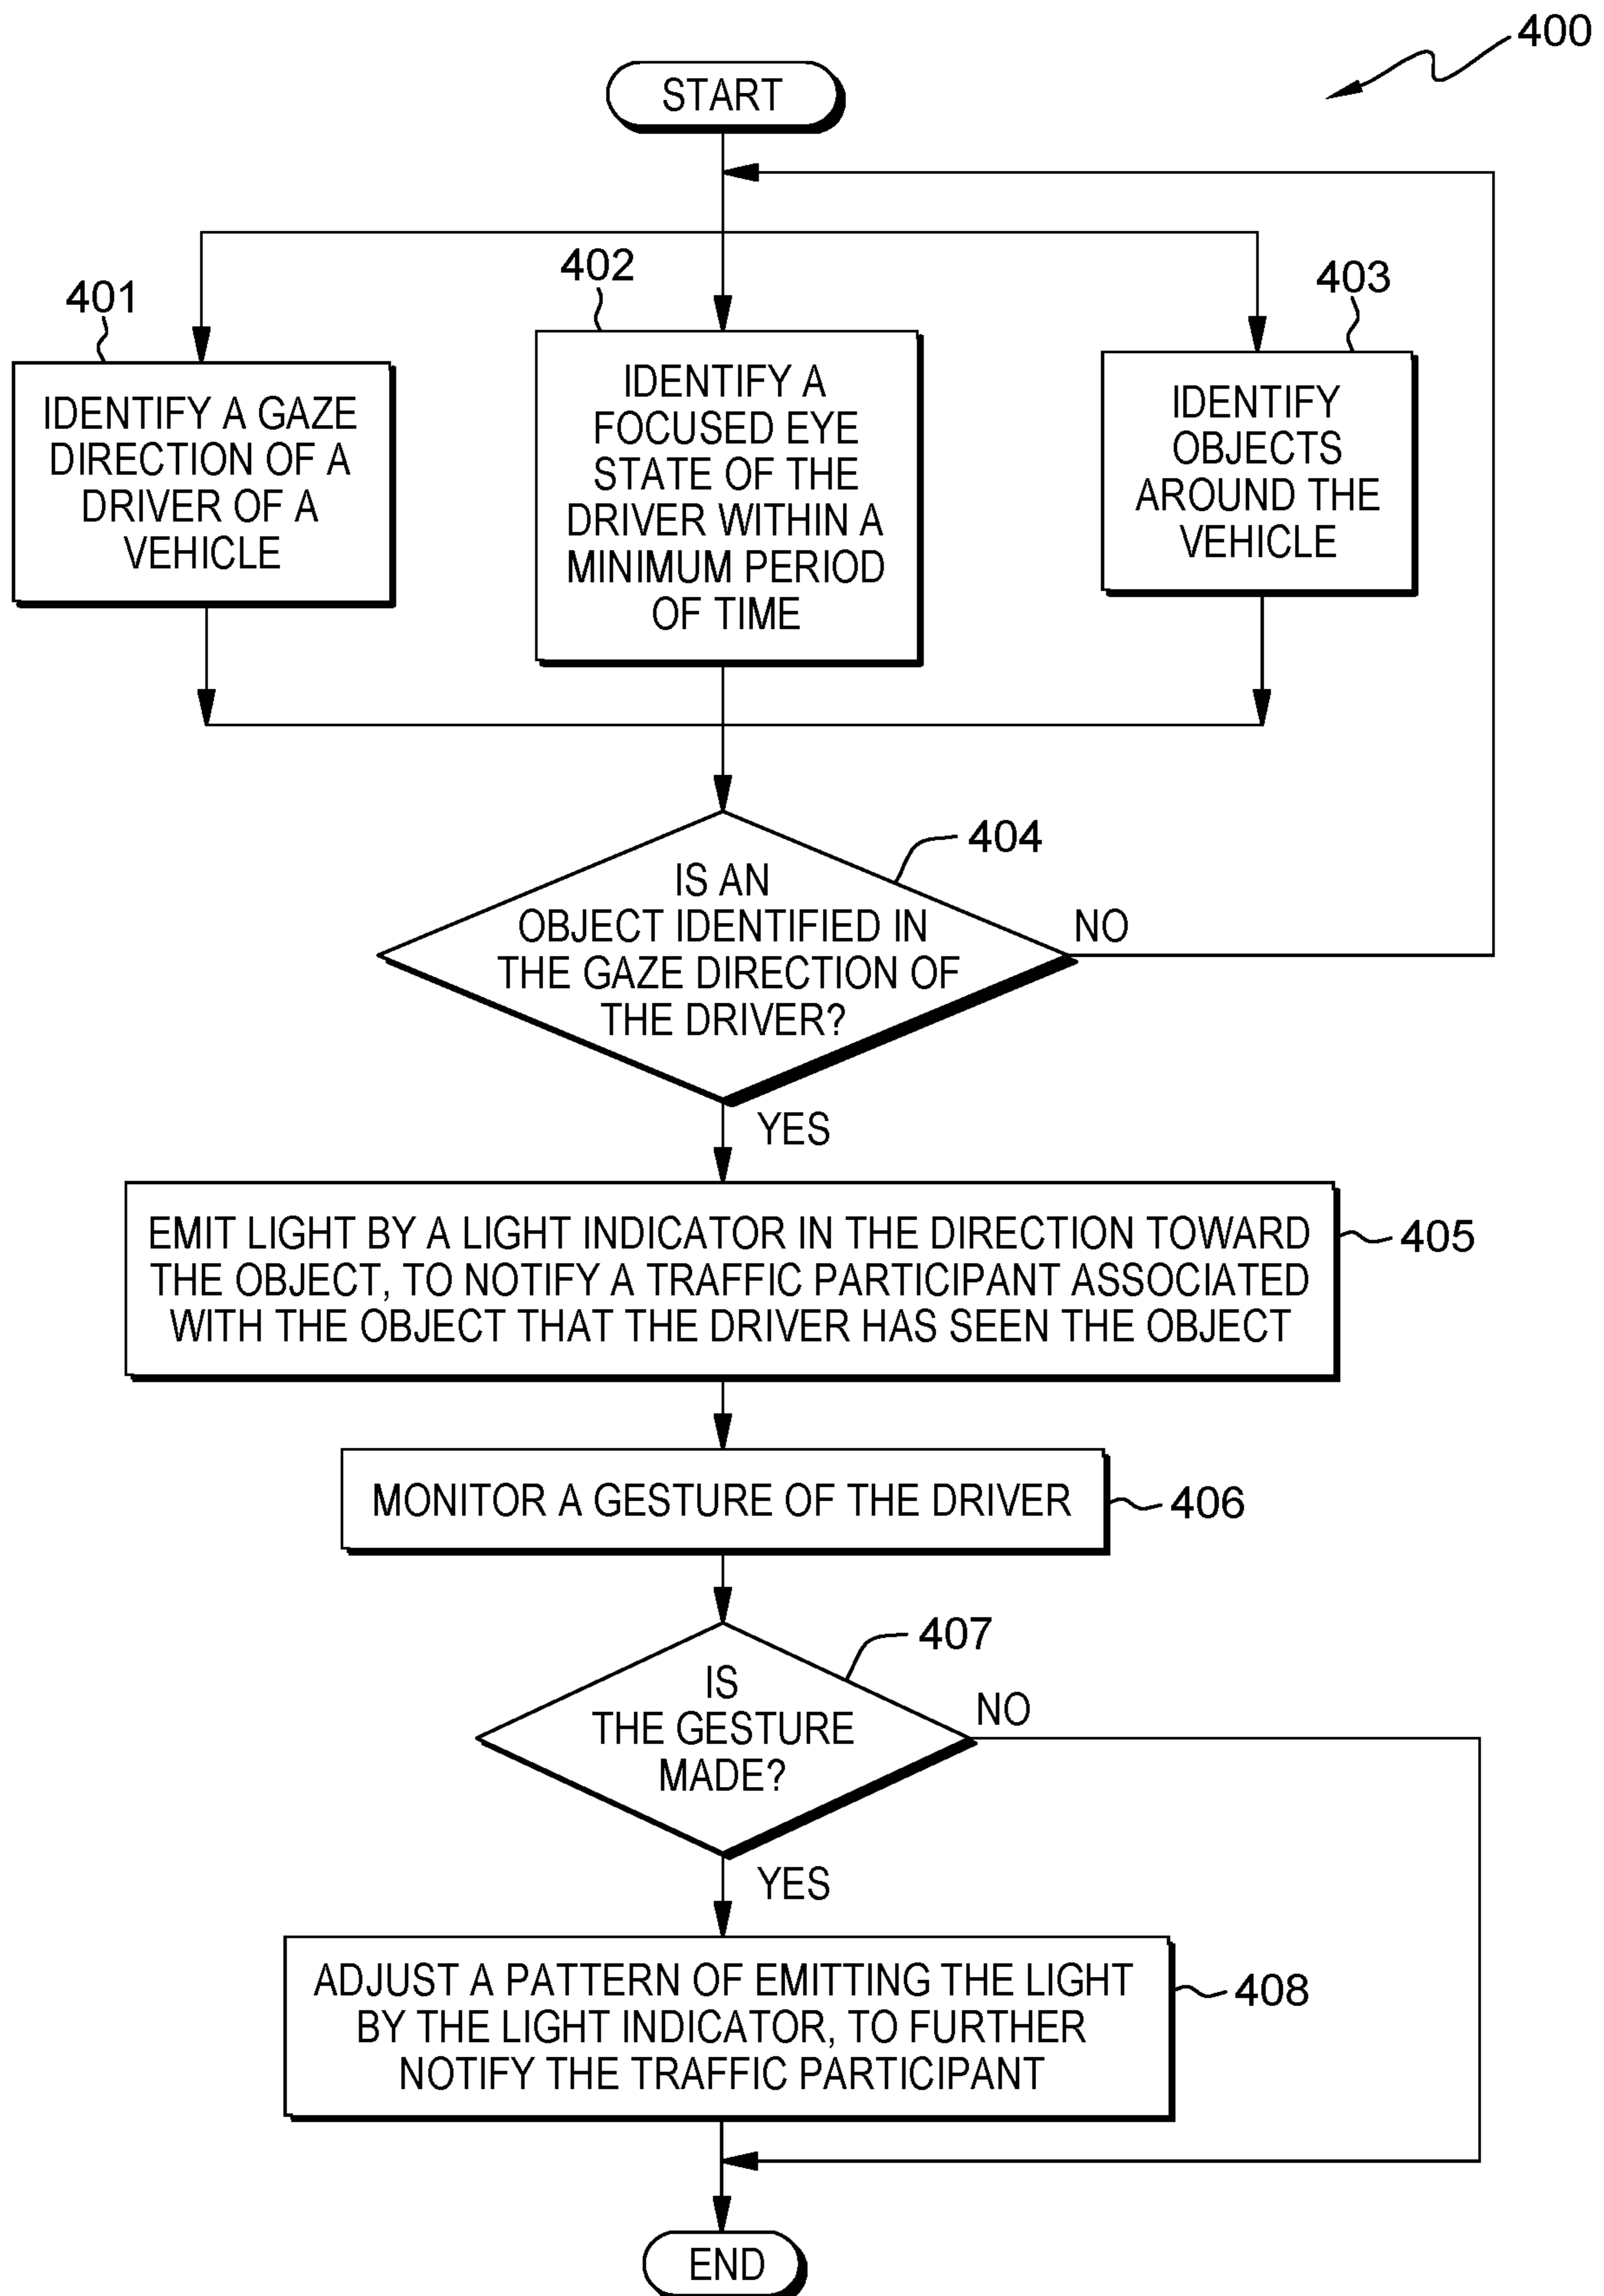 400
START
401
402
403
IDENTIFY A GAZE
DIRECTION OF A
DRIVER OF A
VEHICLE
IDENTIFY A
FOCUSED EYE
STATE OF THE
DRIVER WITHIN A
MINIMUM PERIOD
OF TIME
IDENTIFY
OBJECTS
AROUND THE
VEHICLE
404
IS AN
OBJECT IDENTIFIED IN
THE GAZE DIRECTION OF
THE DRIVER?
NO
YES
EMIT LIGHT BY A LIGHT INDICATOR IN THE DIRECTION TOWARD
THE OBJECT, TO NOTIFY A TRAFFIC PARTICIPANT ASSOCIATED
WITH THE OBJECT THAT THE DRIVER HAS SEEN THE OBJECT
405
MONITOR A GESTURE OF THE DRIVER
406
407
IS
THE GESTURE
MADE?
NO
YES
ADJUST A PATTERN OF EMITTING THE LIGHT
BY THE LIGHT INDICATOR, TO FURTHER
NOTIFY THE TRAFFIC PARTICIPANT
408
END